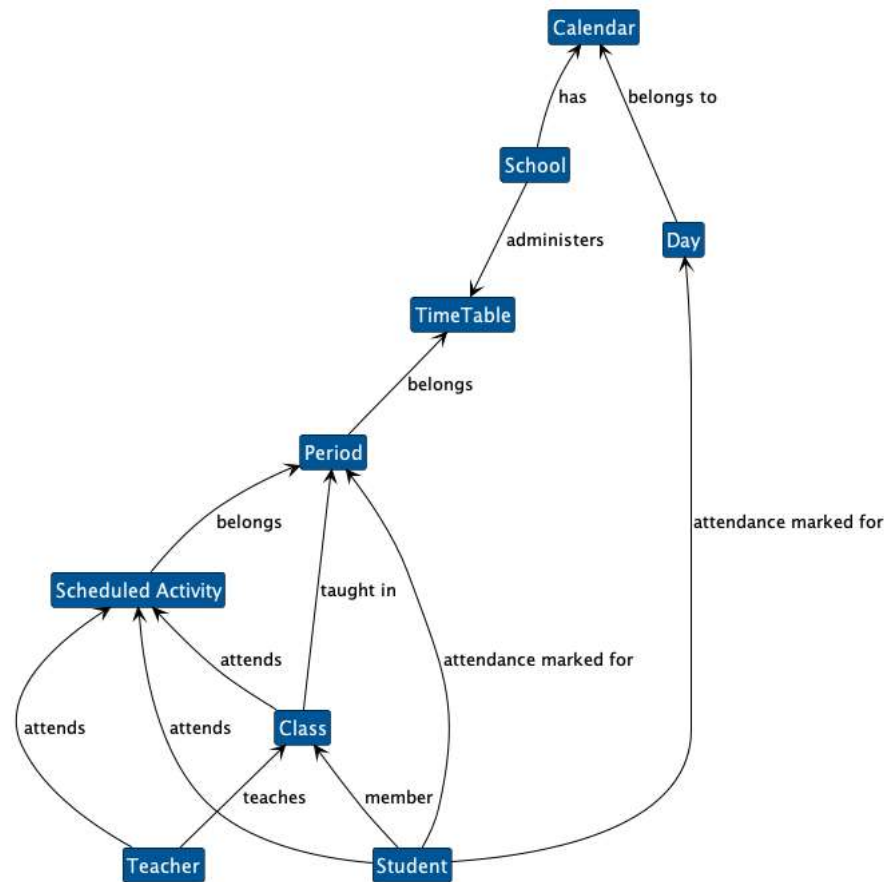 Calendar
has
belongs to
School
administers
Day
TimeTable
belongs
Period
belongs
attendance marked for
Scheduled Activity
taught in
attends
attendance marked for
attends
attends
Class
teaches
member
Teacher
Student